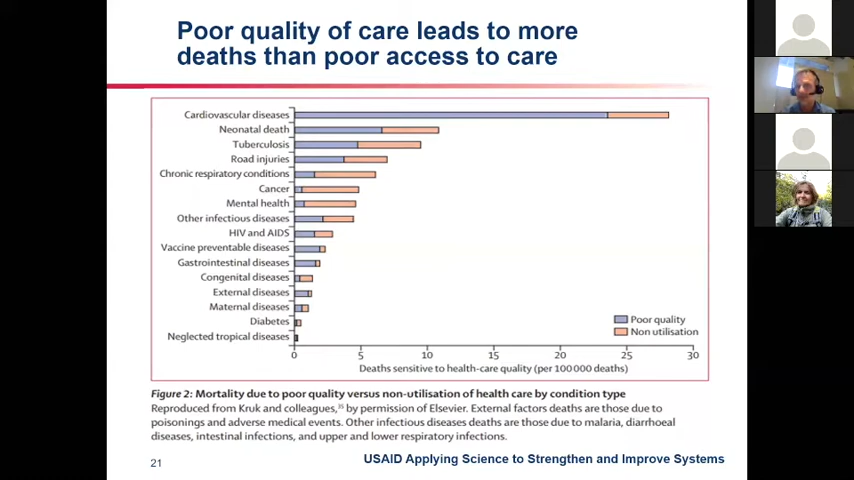 Poor quality of care leads to more
deaths than poor access to care
Cardiovascular diseases
Neonatal death
Tuberculosis
Road injuries
Chronic respiratory conditions
Cancer
Mental health
Other infectious diseases
HIV and AIDS
Vaccine preventable diseases
Gastrointestinal diseases
Congenital diseases
External diseases
Maternal diseases
Diabetes
Neglected tropical diseases
Poor quality
Non utilisation
0 5 10 15 20 25 30
Deaths sensitive to health-care quality (per 100 000 deaths)
Figure 2: Mortality due to poor quality versus non-utilisation of health care by condition type
Reproduced from Kruk and colleagues,³⁵ by permission of Elsevier. External factors deaths are those due to
poisonings and adverse medical events. Other infectious diseases deaths are those due to malaria, diarrhoeal
diseases, intestinal infections, and upper and lower respiratory infections.
21
USAID Applying Science to Strengthen and Improve Systems